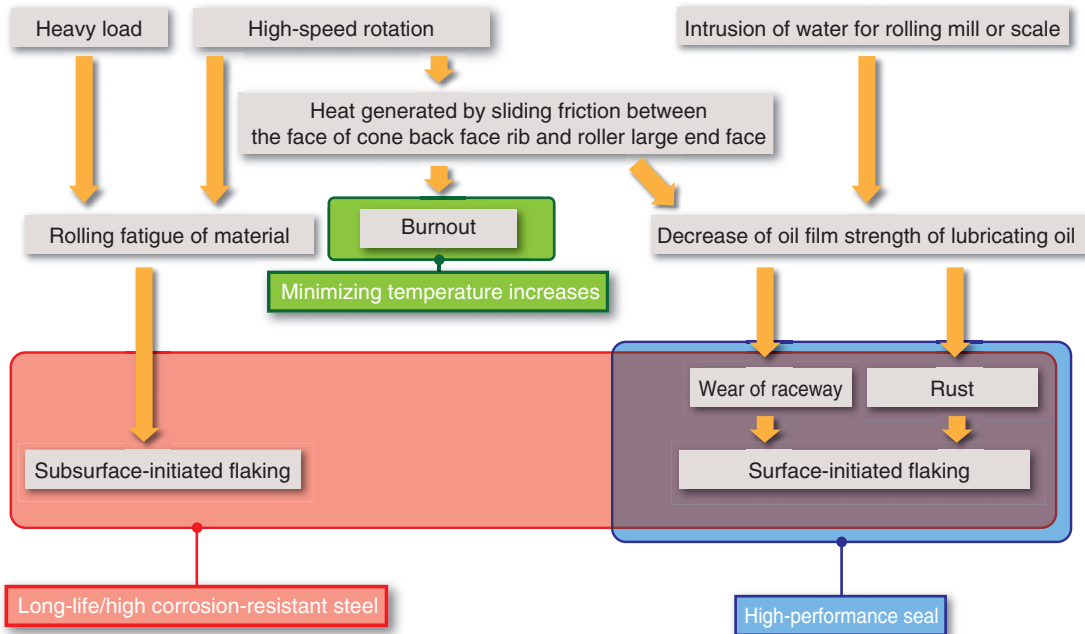 Heavy load
High-speed rotation
Intrusion of water for rolling mill or scale
Heat generated by sliding friction between
the face of cone back face rib and roller large end face
Rolling fatigue of material
Burnout
Decrease of oil film strength of lubricating oil
Minimizing temperature increases
Wear of raceway
Rust
Subsurface-initiated flaking
Surface-initiated flaking
Long-life/high corrosion-resistant steel
High-performance seal